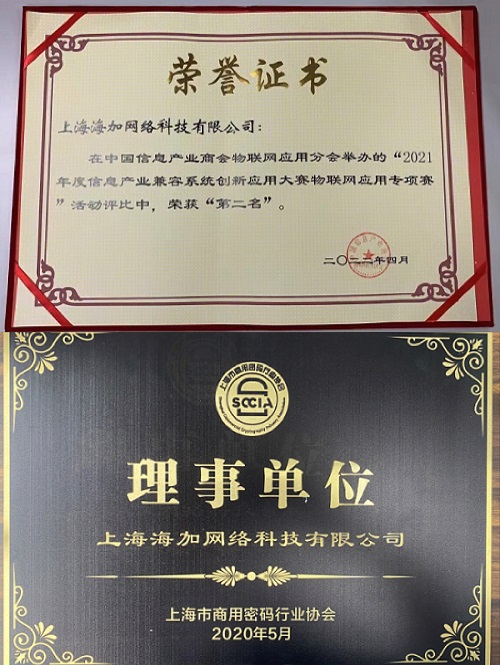 荣誉证书
上海海加网络科技有限公司：
在中国信息产业商会物联网应用分会举办的“2021
年度信息产业兼容系统创新应用大赛物联网应用专项赛
”活动评比中，荣获“第二名”。
二〇二二年四月
上海市商用密码行业协会
SCCIA
理事单位
上海海加网络科技有限公司
上海市商用密码行业协会
2020年5月